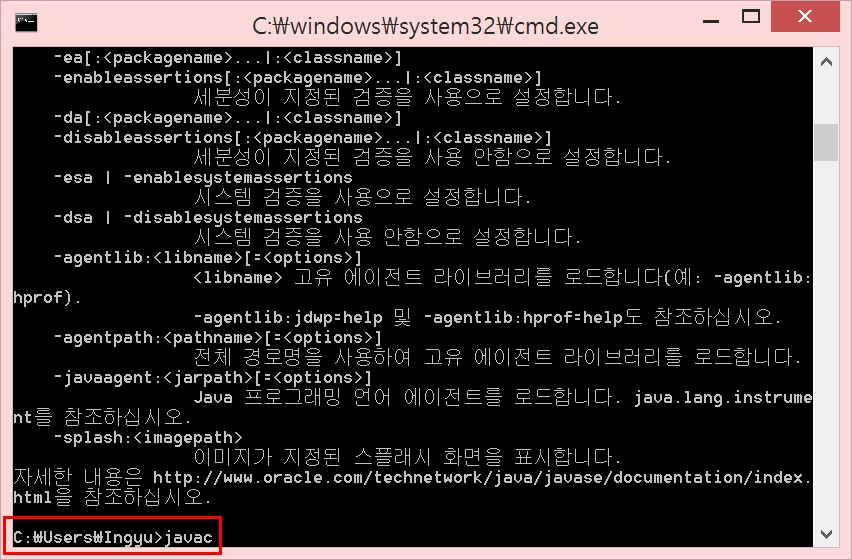 C:₩windows₩system32₩cmd.exe
-ea[:<packagename>...|:<classname>]
-enableassertions[:<packagename>...|:<classname>]
세분성이 지정된 검증을 사용으로 설정합니다.
-da[:<packagename>...|:<classname>]
-disableassertions[:<packagename>...|:<classname>]
세분성이 지정된 검증을 사용 안함으로 설정합니다.
-esa | -enablesystemassertions
시스템 검증을 사용으로 설정합니다.
-dsa | -disablesystemassertions
시스템 검증을 사용 안함으로 설정합니다.
-agentlib:<libname>[=<options>]
<libname> 고유 에이전트 라이브러리를 로드합니다(예: -agentlib:
hprof).
-agentlib:jdwp=help 및 -agentlib:hprof=help도 참조하십시오.
-agentpath:<pathname>[=<options>]
전체 경로명을 사용하여 고유 에이전트 라이브러리를 로드합니다.
-javaagent:<jarpath>[=<options>]
Java 프로그래밍 언어 에이전트를 로드합니다. java.lang.instrume
nt를 참조하십시오.
-splash:<imagepath>
이미지가 지정된 스플래시 화면을 표시합니다.
자세한 내용은 http://www.oracle.com/technetwork/java/javase/documentation/index.
html을 참조하십시오.
C:₩Users₩Ingyu>javac